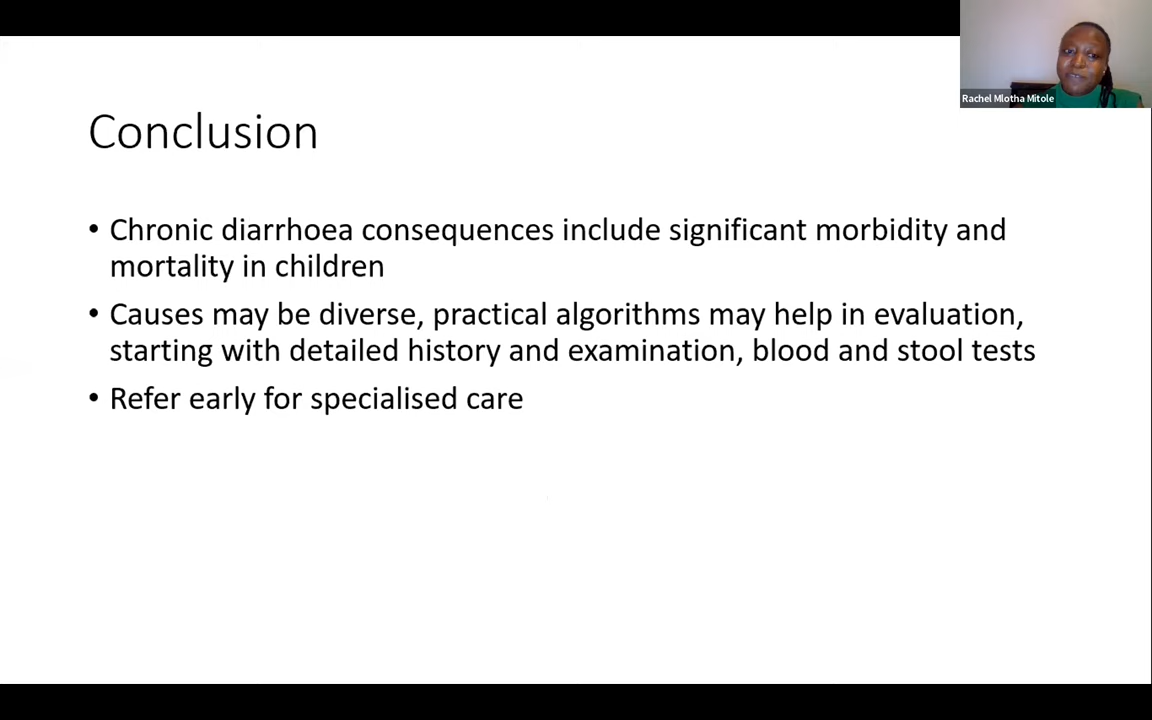 Rachel Mlotha Mitole
Conclusion
• Chronic diarrhoea consequences include significant morbidity and
mortality in children
• Causes may be diverse, practical algorithms may help in evaluation,
starting with detailed history and examination, blood and stool tests
• Refer early for specialised care